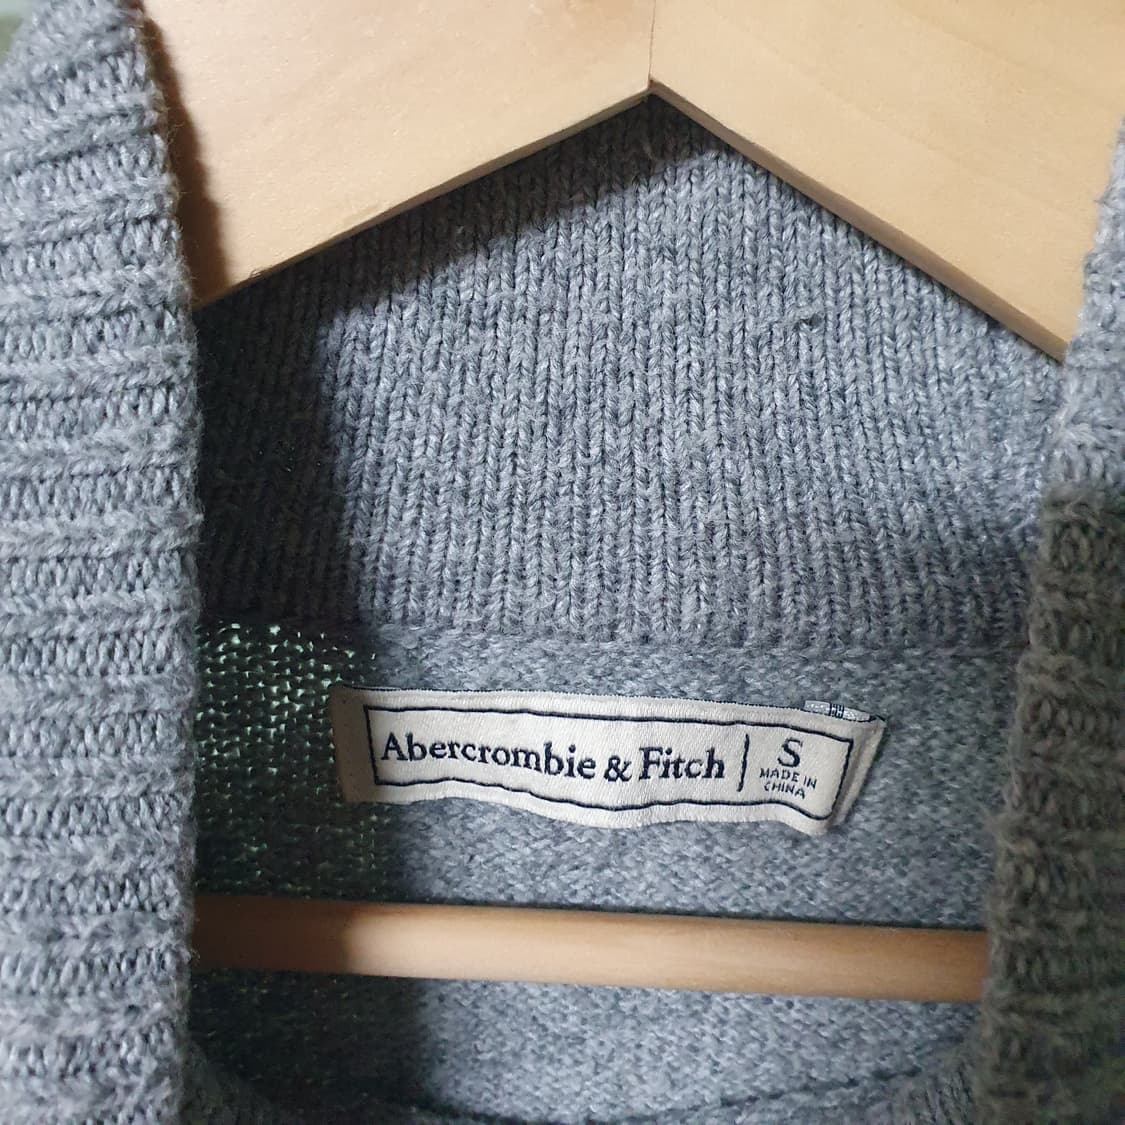 Abercrombie & Fitch
S
MADE IN
CHINA